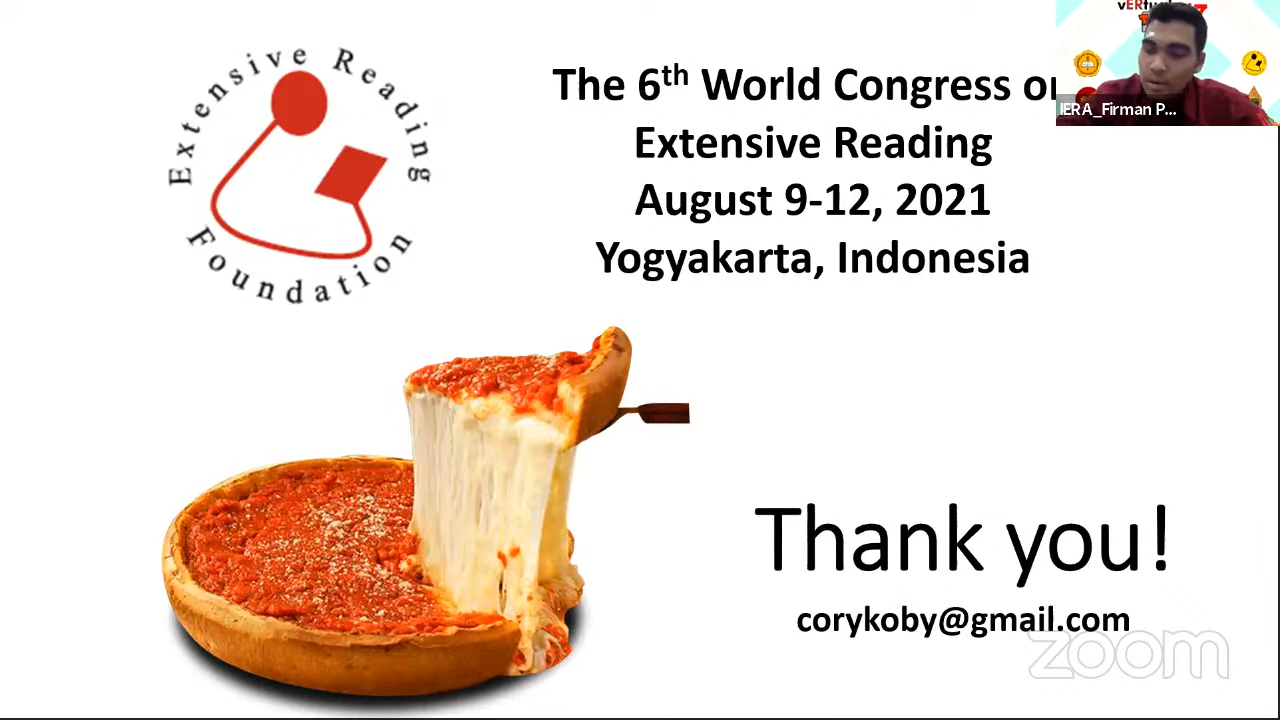 Extensive Reading
Foundation
The 6th World Congress on
Extensive Reading
August 9-12, 2021
Yogyakarta, Indonesia
IERA_Firman P...
Thank you!
corykoby@gmail.com
zoom